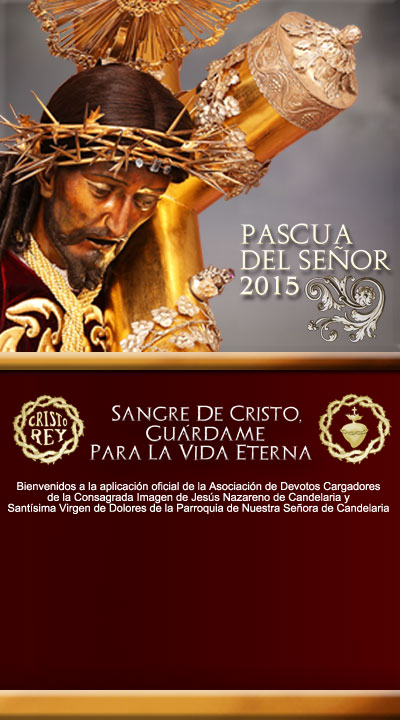 PASCUA
DEL SEÑOR
2015
CRISTO
REY
SANGRE DE CRISTO,
GUÁRDAME
PARA LA VIDA ETERNA
Bienvenidos a la aplicación oficial de la Asociación de Devotos Cargadores
de la Consagrada Imagen de Jesús Nazareno de Candelaria y
Santísima Virgen de Dolores de la Parroquia de Nuestra Señora de Candelaria